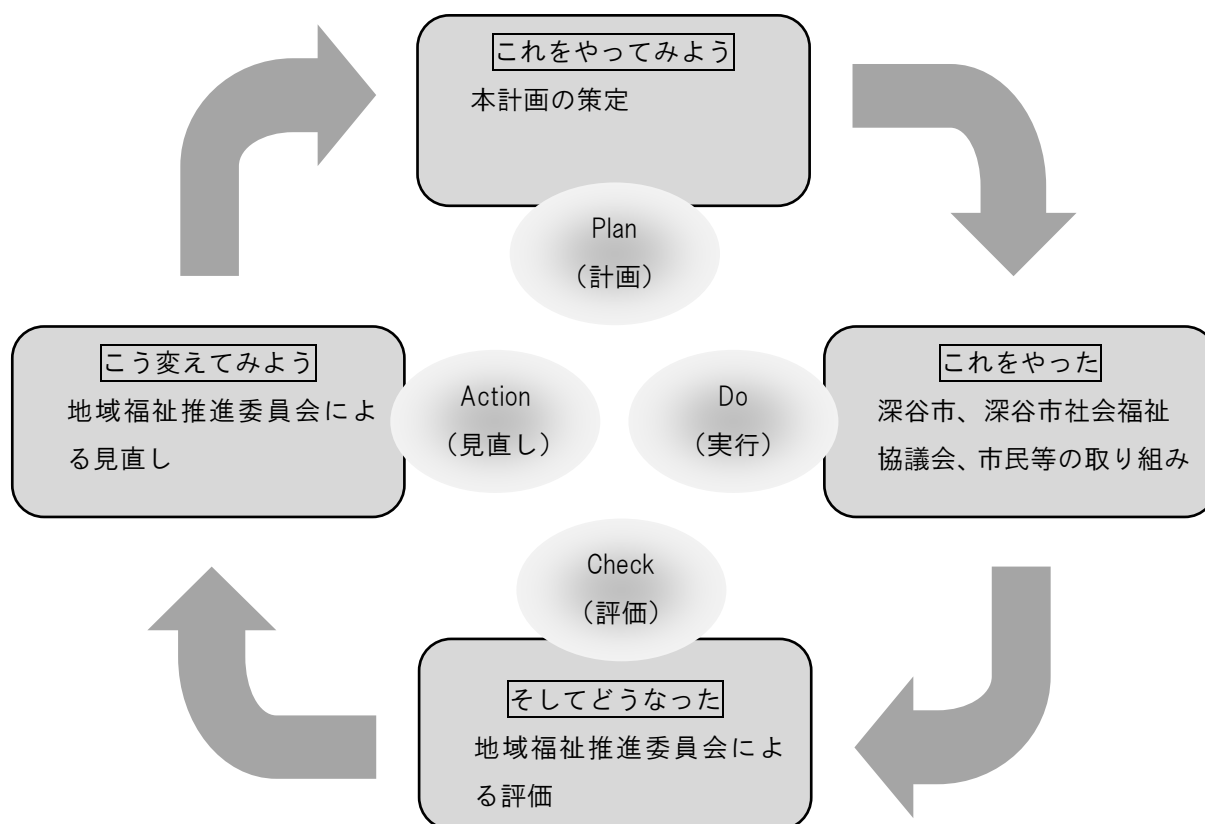 これをやってみよう
本計画の策定
Plan
（計画）
こう変えてみよう
地域福祉推進委員会によ
る見直し
Action
（見直し）
Do
（実行）
これをやった
深谷市、深谷市社会福祉
協議会、市民等の取り組み
Check
（評価）
そしてどうなった
地域福祉推進委員会によ
る評価